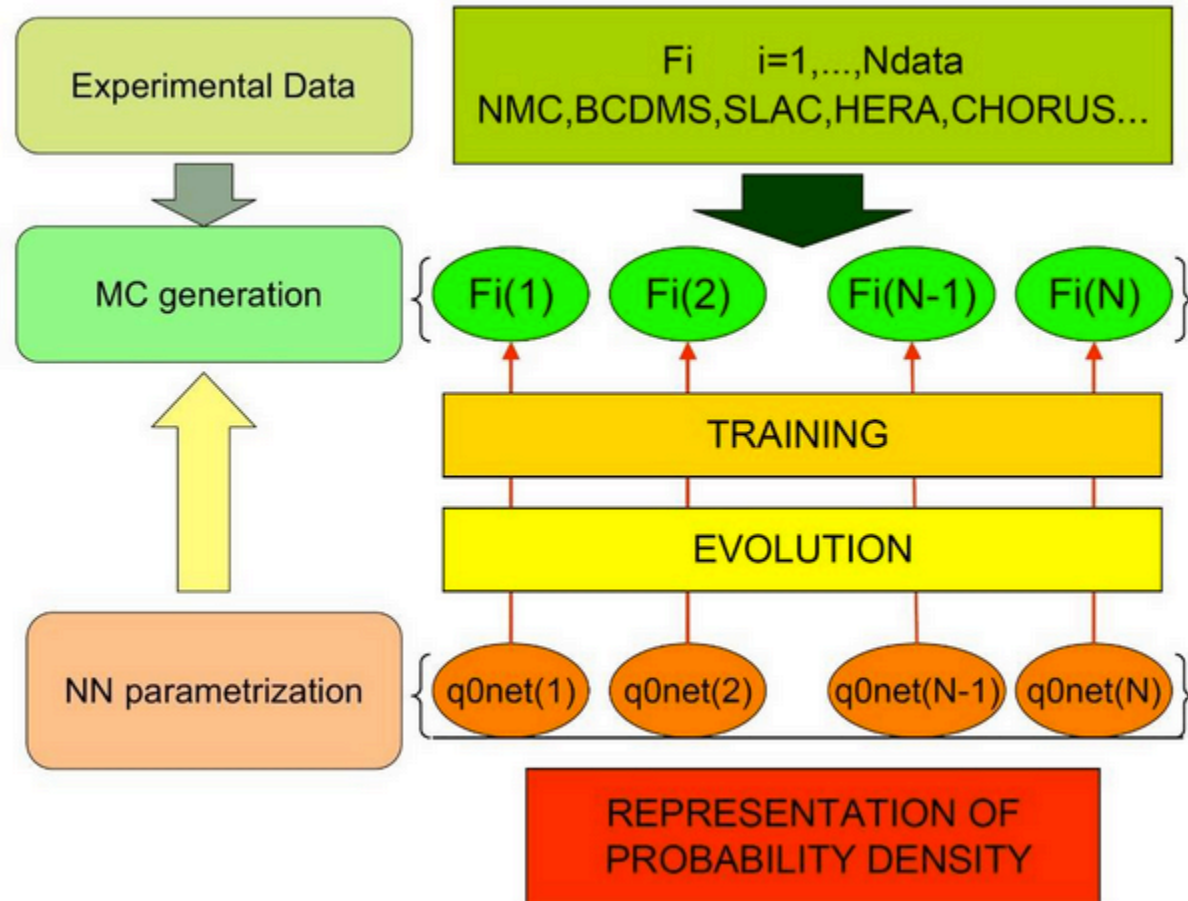 Experimental Data
Fi i=1,...,Ndata
NMC,BCDMS,SLAC,HERA,CHORUS...
MC generation
Fi(1) Fi(2) Fi(N-1) Fi(N)
TRAINING
EVOLUTION
NN parametrization
q0net(1) q0net(2) q0net(N-1) q0net(N)
REPRESENTATION OF
PROBABILITY DENSITY